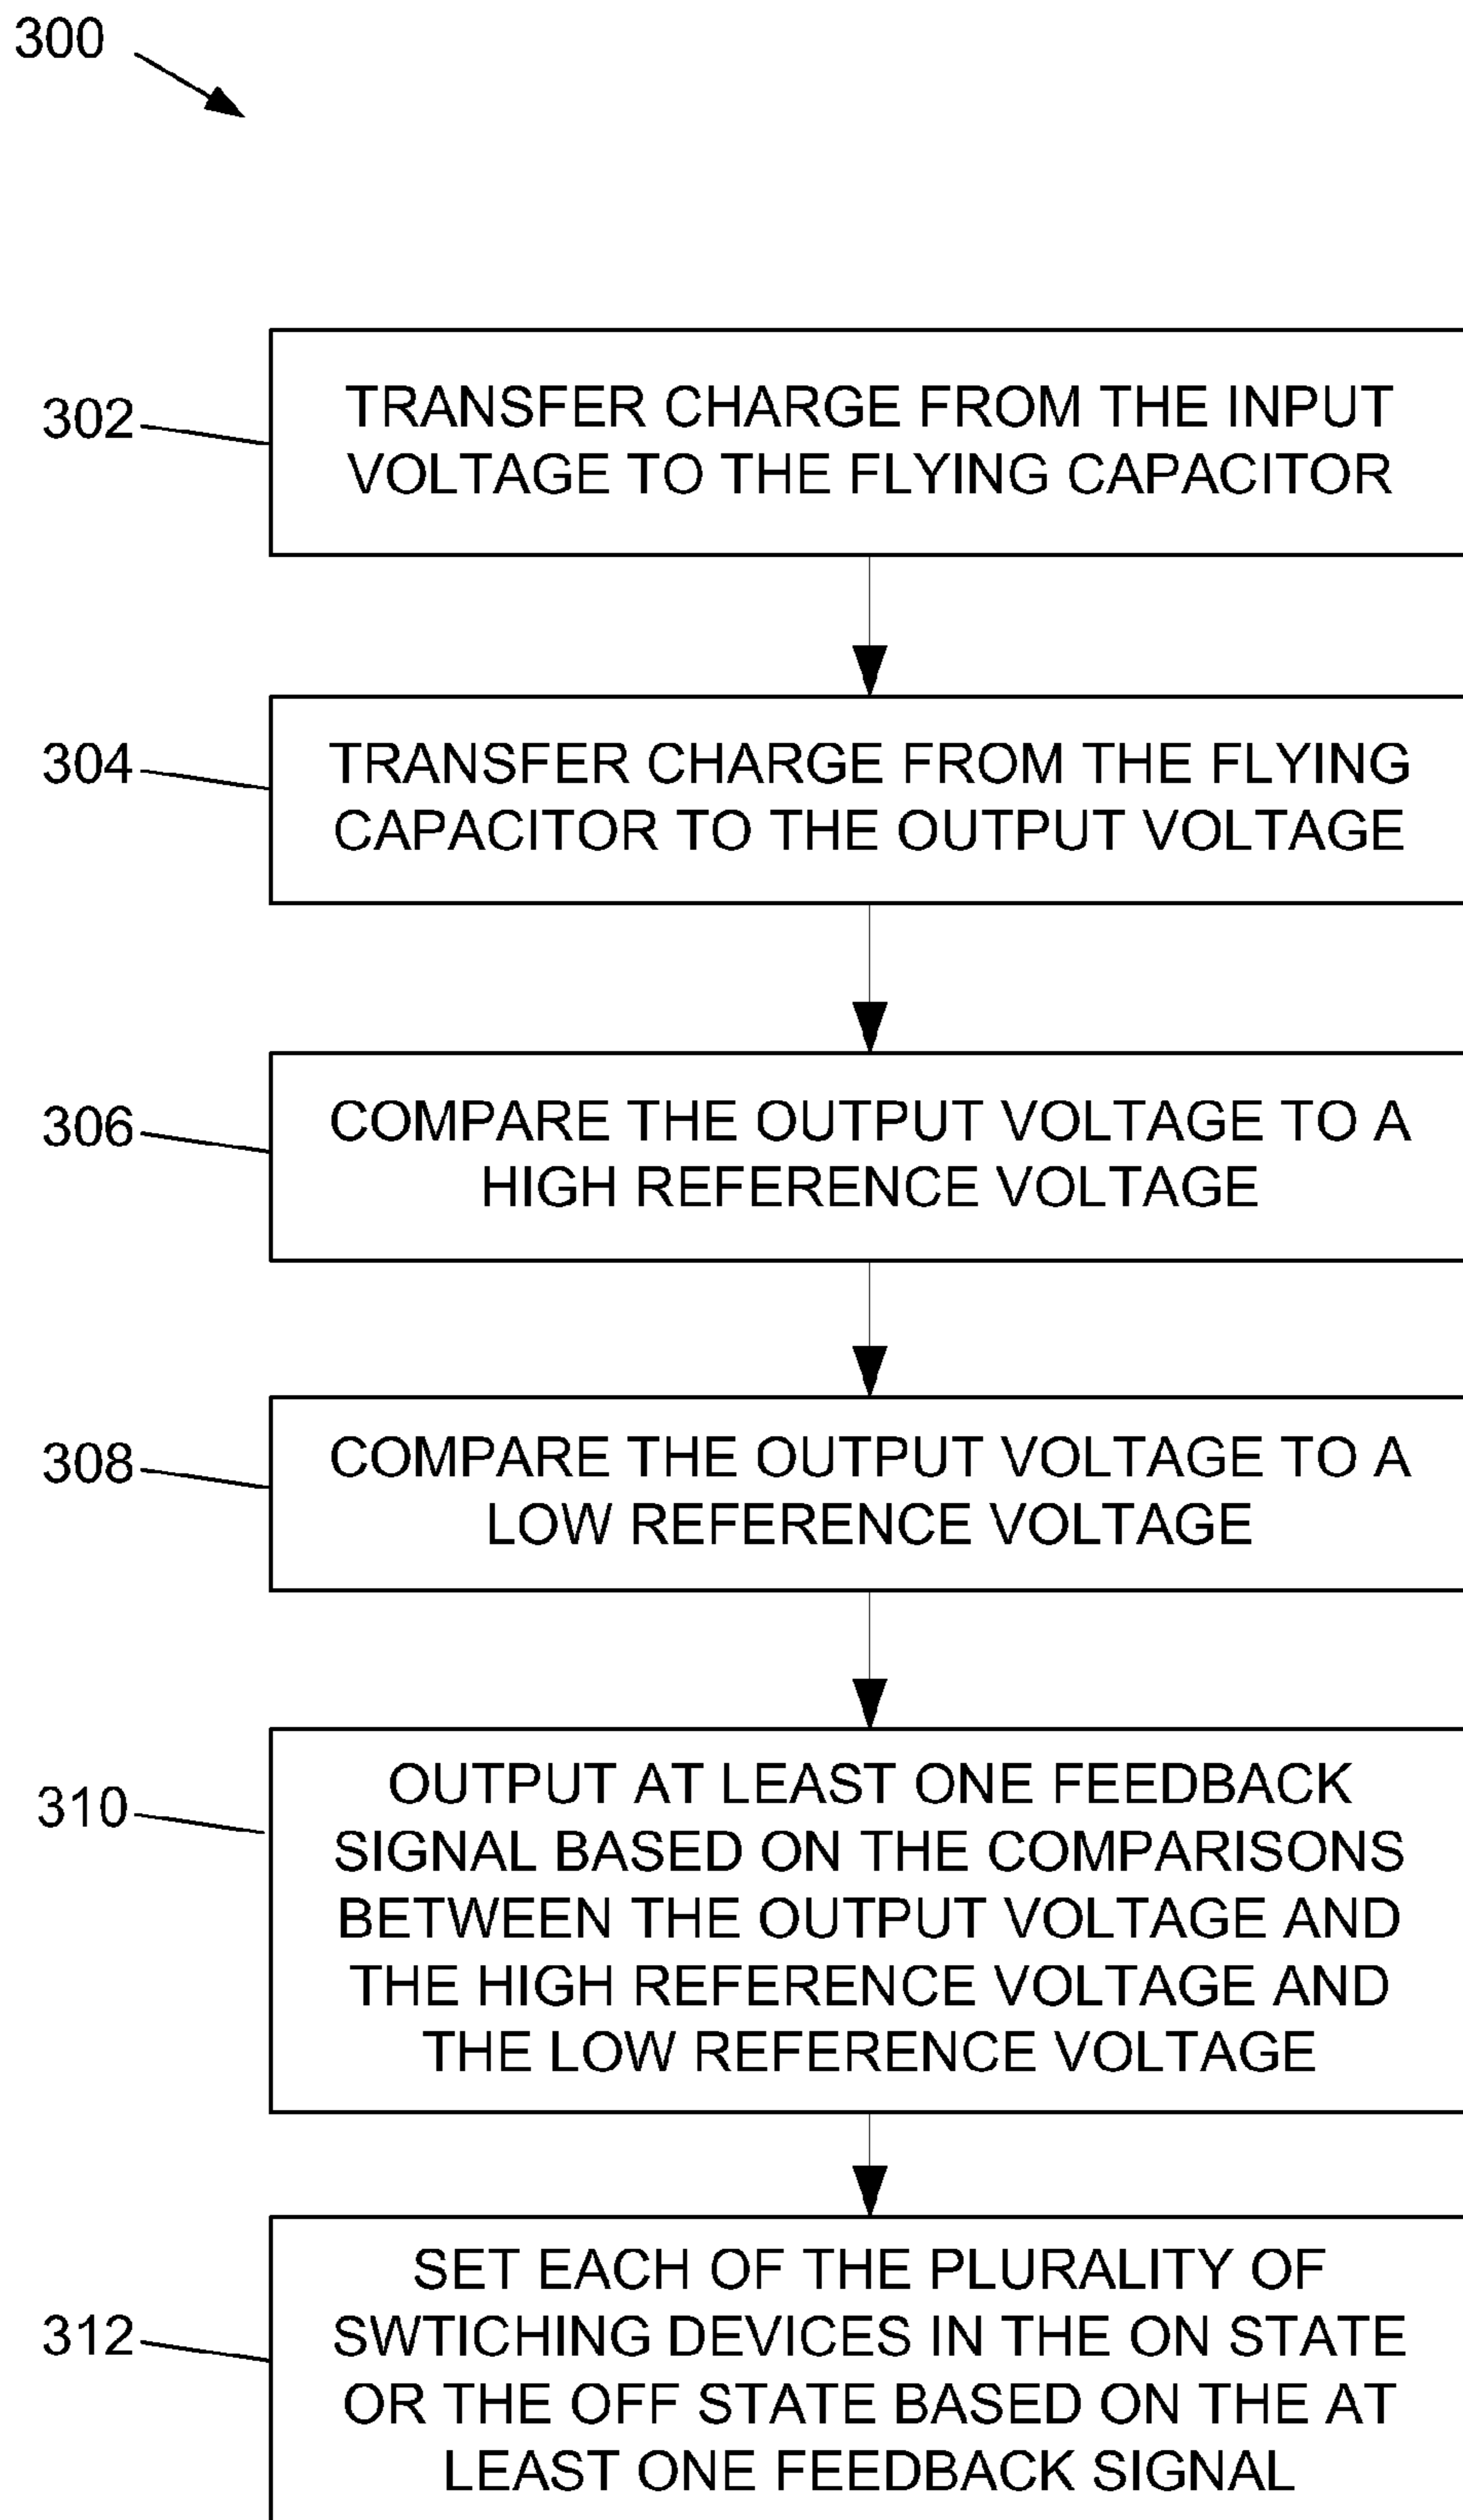 300
302
TRANSFER CHARGE FROM THE INPUT
VOLTAGE TO THE FLYING CAPACITOR
304
TRANSFER CHARGE FROM THE FLYING
CAPACITOR TO THE OUTPUT VOLTAGE
306
COMPARE THE OUTPUT VOLTAGE TO A
HIGH REFERENCE VOLTAGE
308
COMPARE THE OUTPUT VOLTAGE TO A
LOW REFERENCE VOLTAGE
310
OUTPUT AT LEAST ONE FEEDBACK
SIGNAL BASED ON THE COMPARISONS
BETWEEN THE OUTPUT VOLTAGE AND
THE HIGH REFERENCE VOLTAGE AND
THE LOW REFERENCE VOLTAGE
312
SET EACH OF THE PLURALITY OF
SWTICHING DEVICES IN THE ON STATE
OR THE OFF STATE BASED ON THE AT
LEAST ONE FEEDBACK SIGNAL